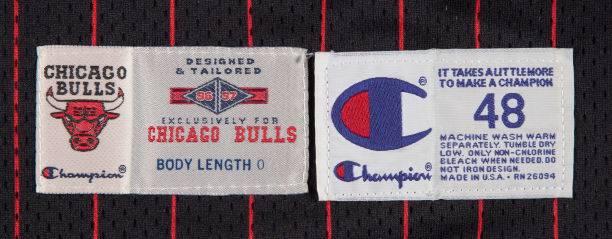 CHICAGO
BULLS
Champion
DESIGNED
& TAILORED
96 97
EXCLUSIVELY FOR
CHICAGO BULLS
BODY LENGTH 0
Champion
IT TAKES A LITTLE MORE
TO MAKE A CHAMPION
48
MACHINE WASH WARM
SEPARATELY. TUMBLE DRY
LOW. ONLY NON-CHLORINE
BLEACH WHEN NEEDED. DO
NOT IRON DESIGN.
MADE IN U.S.A. • RN 26094